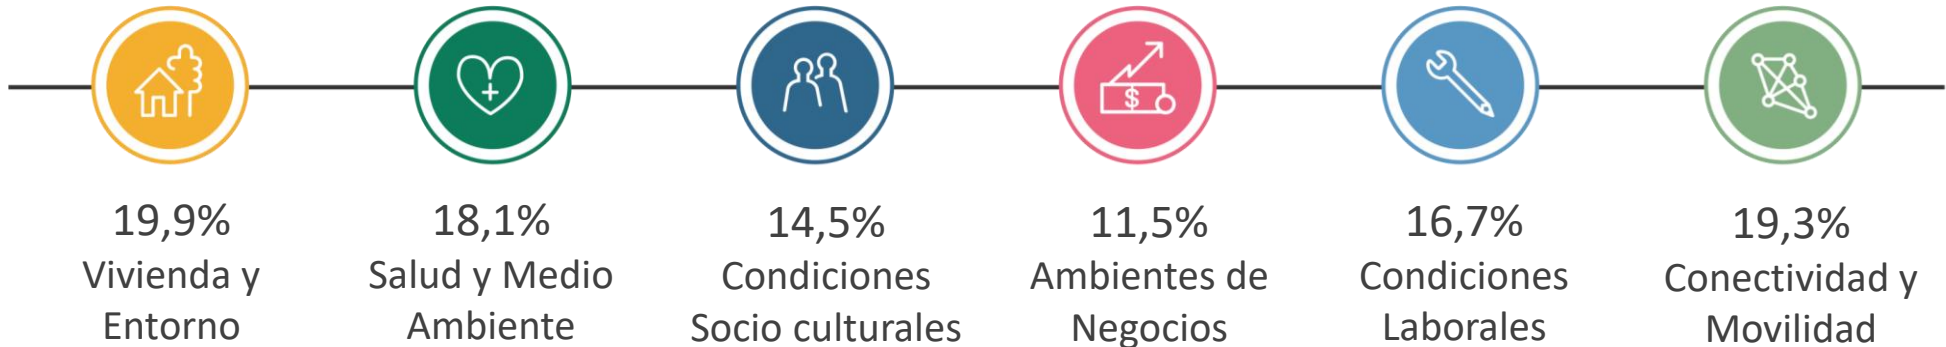 $
19,9%
Vivienda y
Entorno
18,1%
Salud y Medio
Ambiente
14,5%
Condiciones
Socio culturales
11,5%
Ambientes de
Negocios
16,7%
Condiciones
Laborales
19,3%
Conectividad y
Movilidad